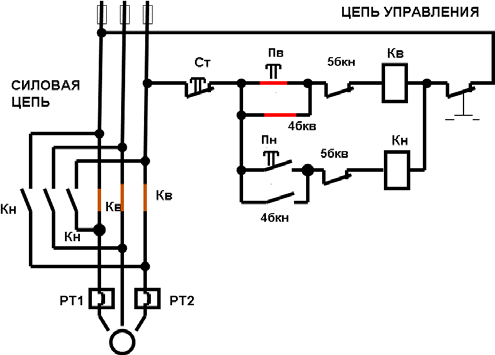 ЦЕПЬ УПРАВЛЕНИЯ
Ст
Пв
5бкн
Кв
СИЛОВАЯ
ЦЕПЬ
4бкв
Пн
5бкв
Кн
Кн
Кв
Кв
Кн
4бкн
РТ1
РТ2